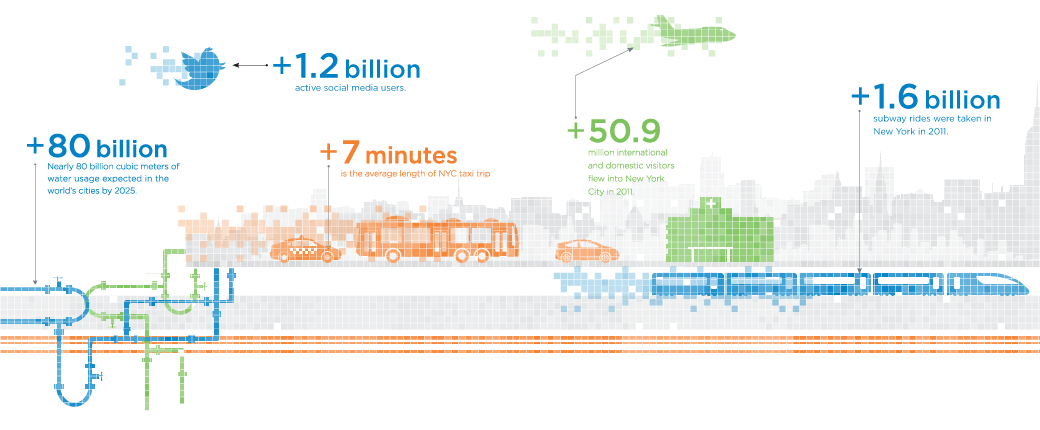 +1.2 billion
active social media users.
+80 billion
Nearly 80 billion cubic meters of
water usage expected in the
world's cities by 2025.
+7 minutes
is the average length of NYC taxi trip
+50.9
million international
and domestic visitors
flew into New York
City in 2011.
+1.6 billion
subway rides were taken in
New York in 2011.